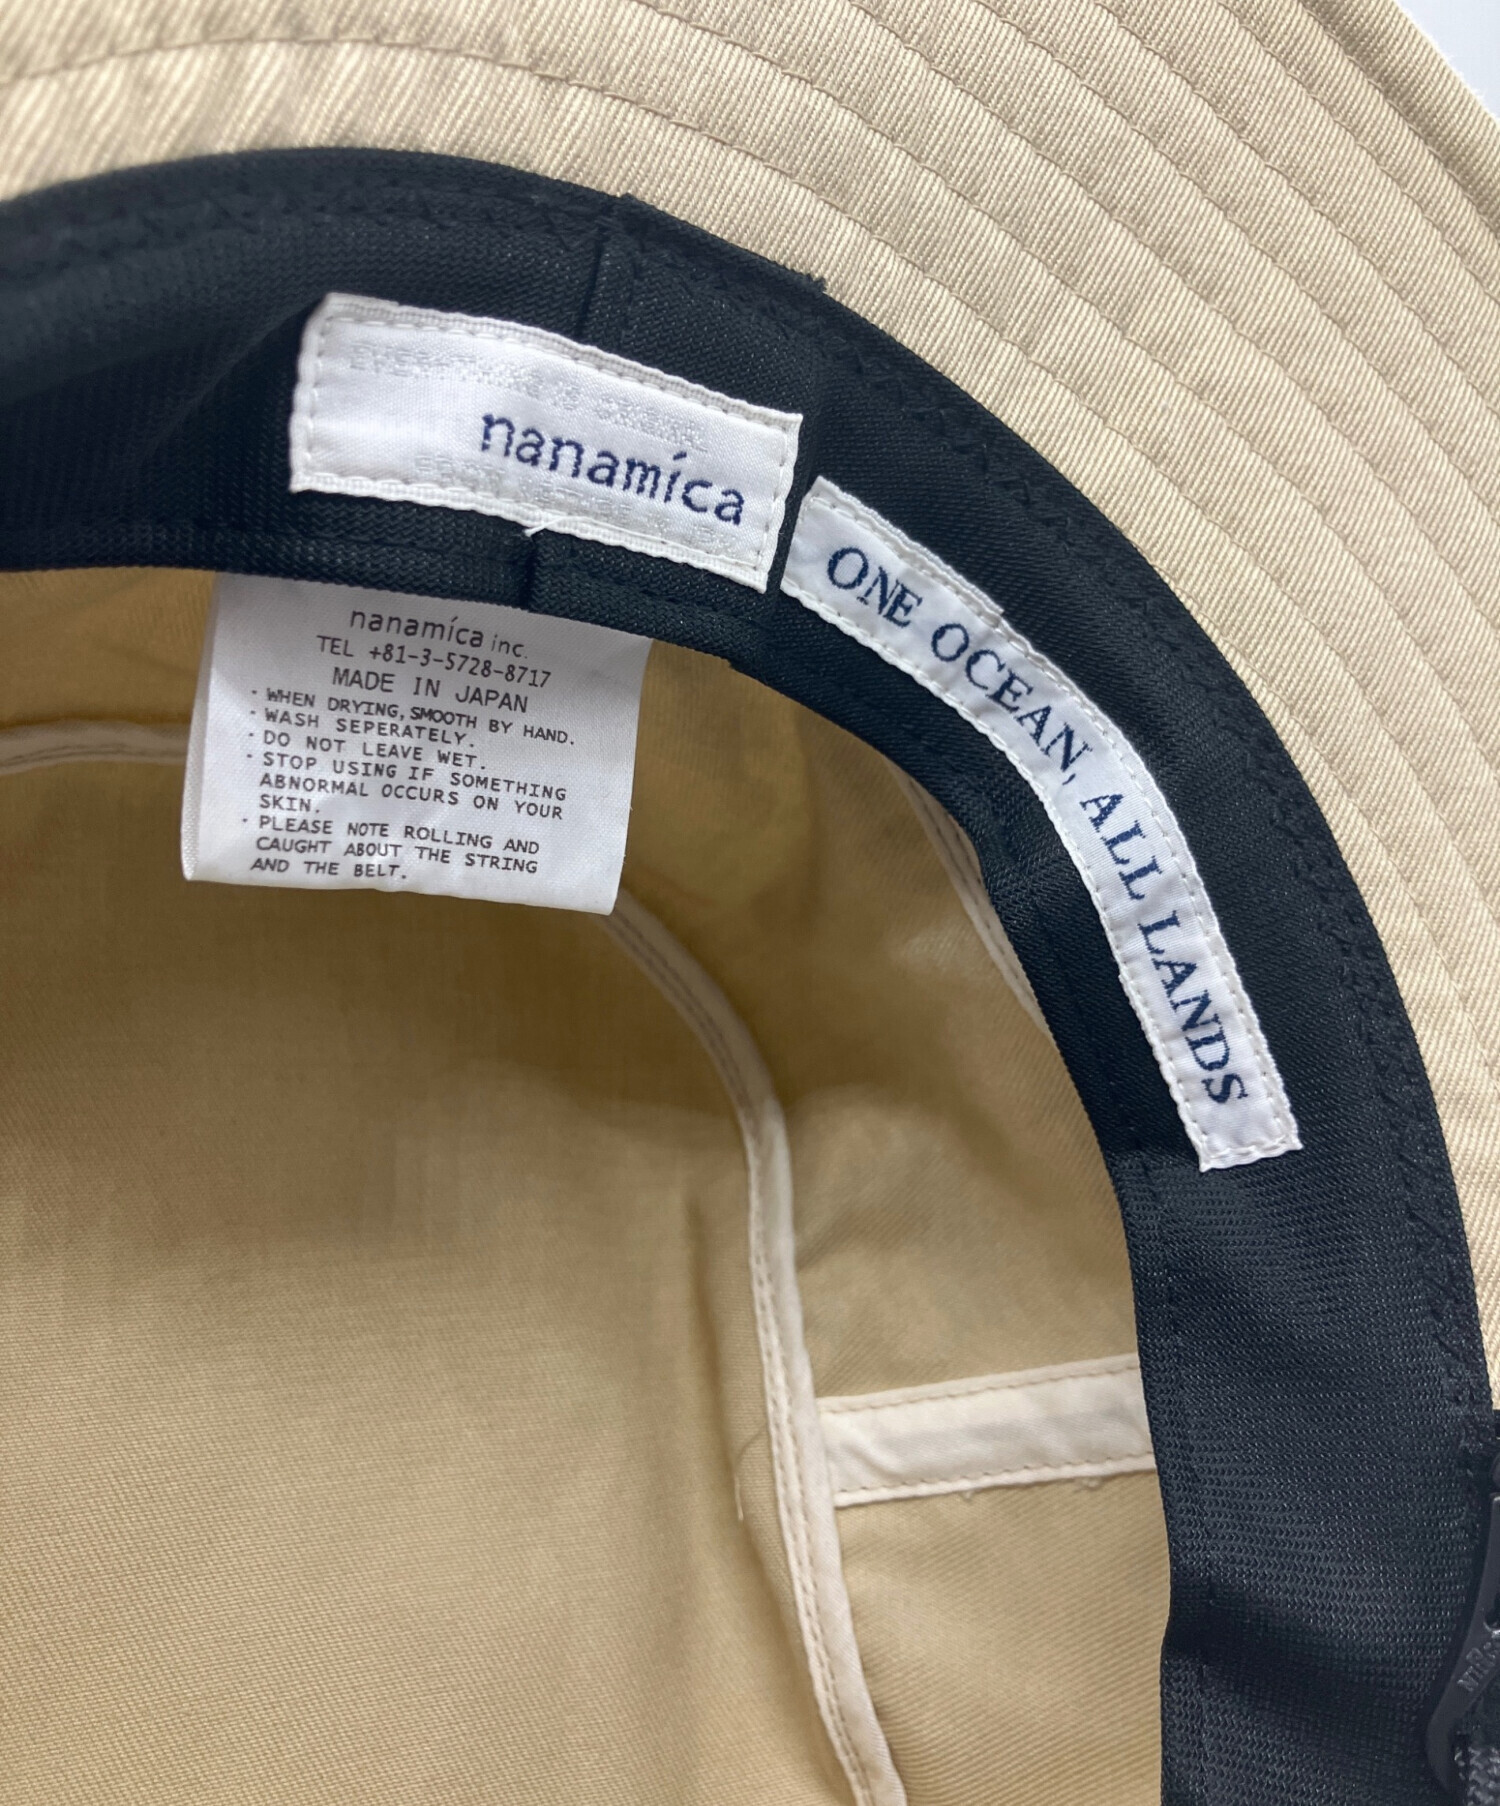 nanamíca
ONE OCEAN, ALL LANDS
nanamíca inc.
TEL +81-3-5728-8717
MADE IN JAPAN
・WHEN DRYING, SMOOTH BY HAND.
・WASH SEPERATELY.
・DO NOT LEAVE WET.
・STOP USING IF SOMETHING
ABNORMAL OCCURS ON YOUR
SKIN.
・PLEASE NOTE ROLLING AND
CAUGHT ABOUT THE STRING
AND THE BELT.